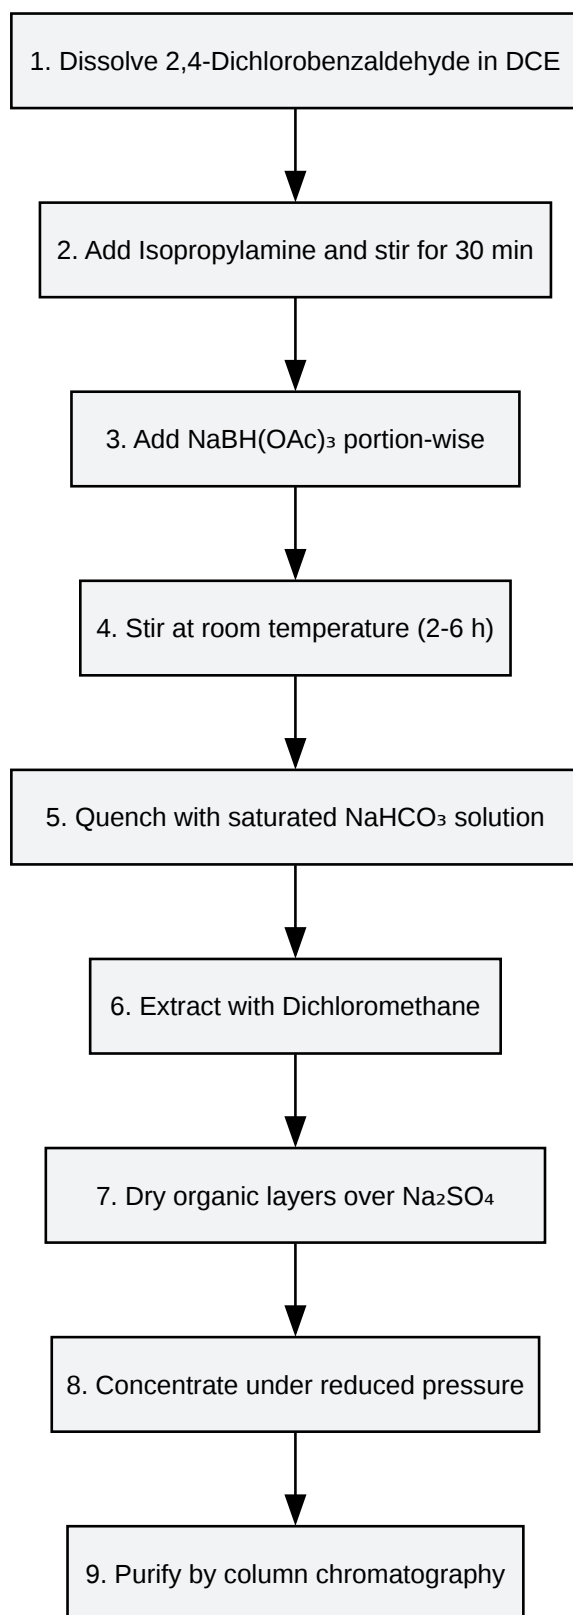 1. Dissolve 2,4-Dichlorobenzaldehyde in DCE
2. Add Isopropylamine and stir for 30 min
3. Add NaBH(OAc)₃ portion-wise
4. Stir at room temperature (2-6 h)
5. Quench with saturated NaHCO₃ solution
6. Extract with Dichloromethane
7. Dry organic layers over Na₂SO₄
8. Concentrate under reduced pressure
9. Purify by column chromatography